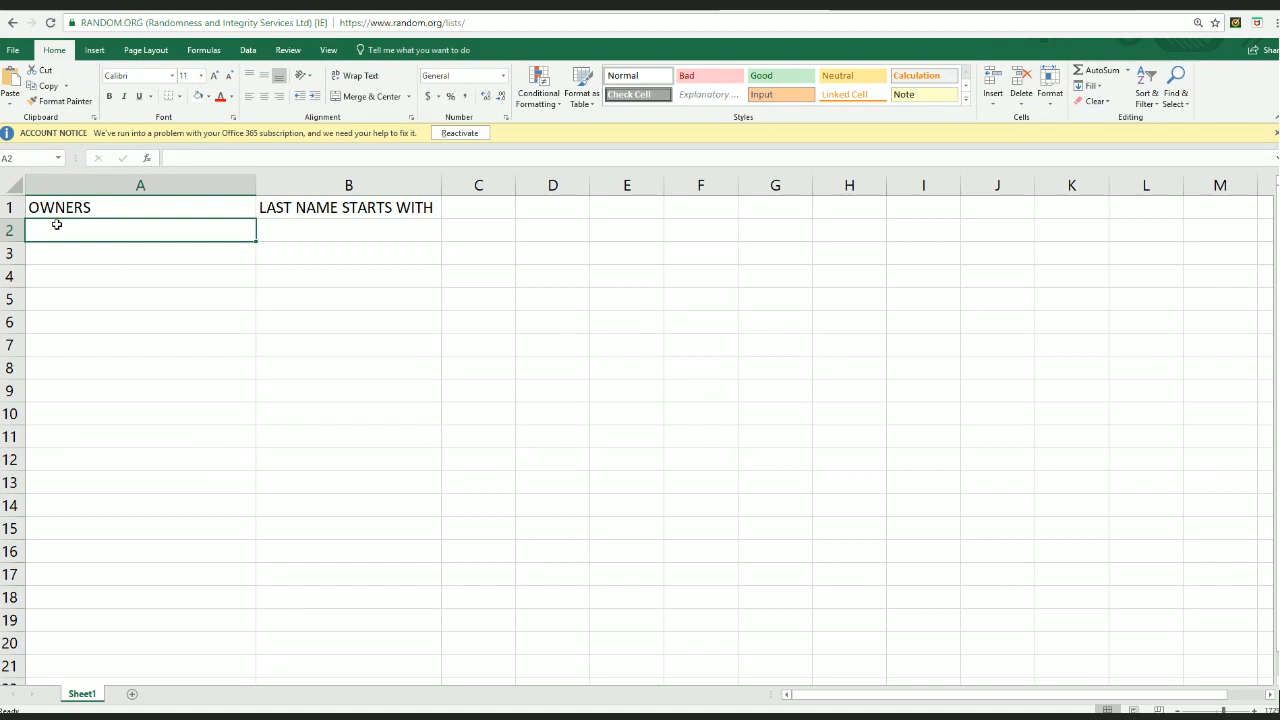 RANDOM.ORG (Randomness and Integrity Services Ltd) [IE] https://www.random.org/lists/
File Home Insert Page Layout Formulas Data Review View Tell me what you want to do
Cut
Copy
Format Painter
Paste
Clipboard
Calibri 11
B I U
Font
Wrap Text
Merge & Center
Alignment
General
$ %
Number
Conditional Formatting
Format as Table
Normal Bad Good Neutral Calculation
Check Cell Explanatory ... Input Linked Cell Note
Styles
Insert Delete Format
Cells
AutoSum
Fill
Clear
Sort & Filter
Find & Select
Editing
ACCOUNT NOTICE We've run into a problem with your Office 365 subscription, and we need your help to fix it. Reactivate
A2 fx
A B C D E F G H I J K L M
1 OWNERS LAST NAME STARTS WITH
2
3
4
5
6
7
8
9
10
11
12
13
14
15
16
17
18
19
20
21
Sheet1